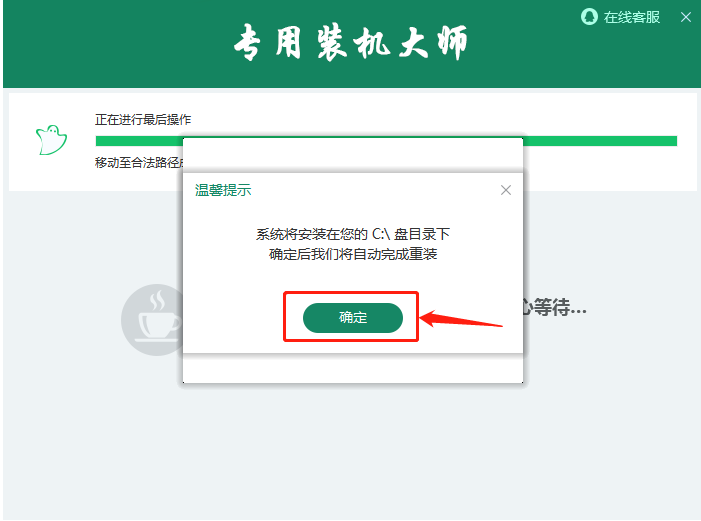 在线客服
专用装机大师
正在进行最后操作
移动至合法路径
温馨提示
系统将安装在您的 C:\ 盘目录下
确定后我们将自动完成重装
确定
心等待...